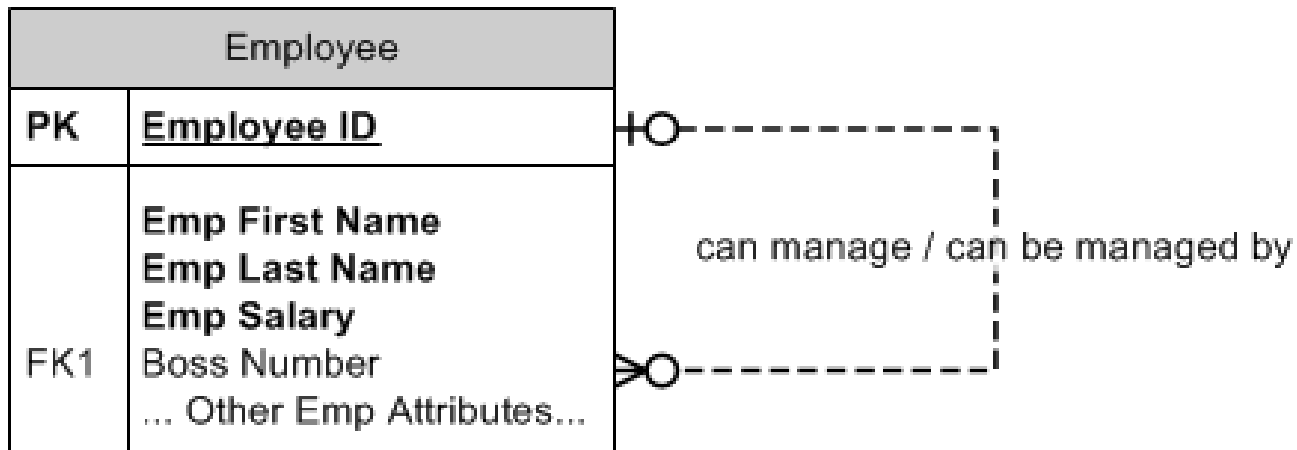 Employee
PK Employee ID
Emp First Name
Emp Last Name
can manage / can be managed by
Emp Salary
FK1 Boss Number
... Other Emp Attributes...